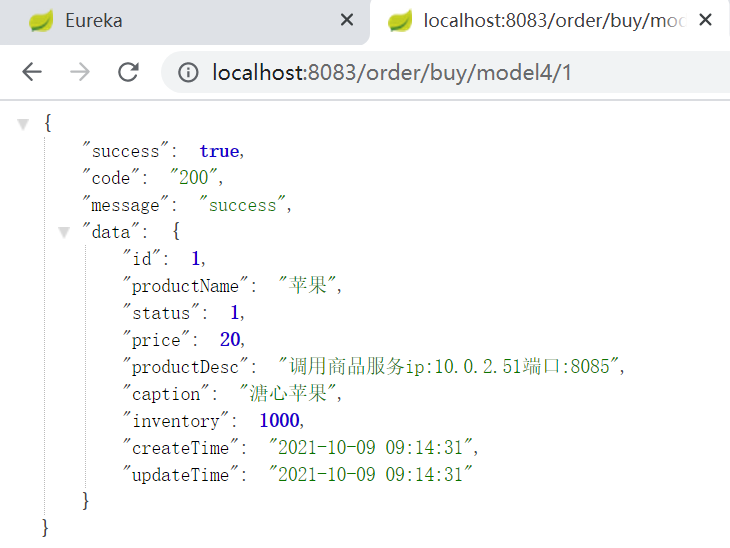 Eureka
localhost:8083/order/buy/mod
localhost:8083/order/buy/model4/1
{
"success": true,
"code": "200",
"message": "success",
"data": {
"id": 1,
"productName": "苹果",
"status": 1,
"price": 20,
"productDesc": "调用商品服务ip:10.0.2.51端口:8085",
"caption": "溏心苹果",
"inventory": 1000,
"createTime": "2021-10-09 09:14:31",
"updateTime": "2021-10-09 09:14:31"
}
}